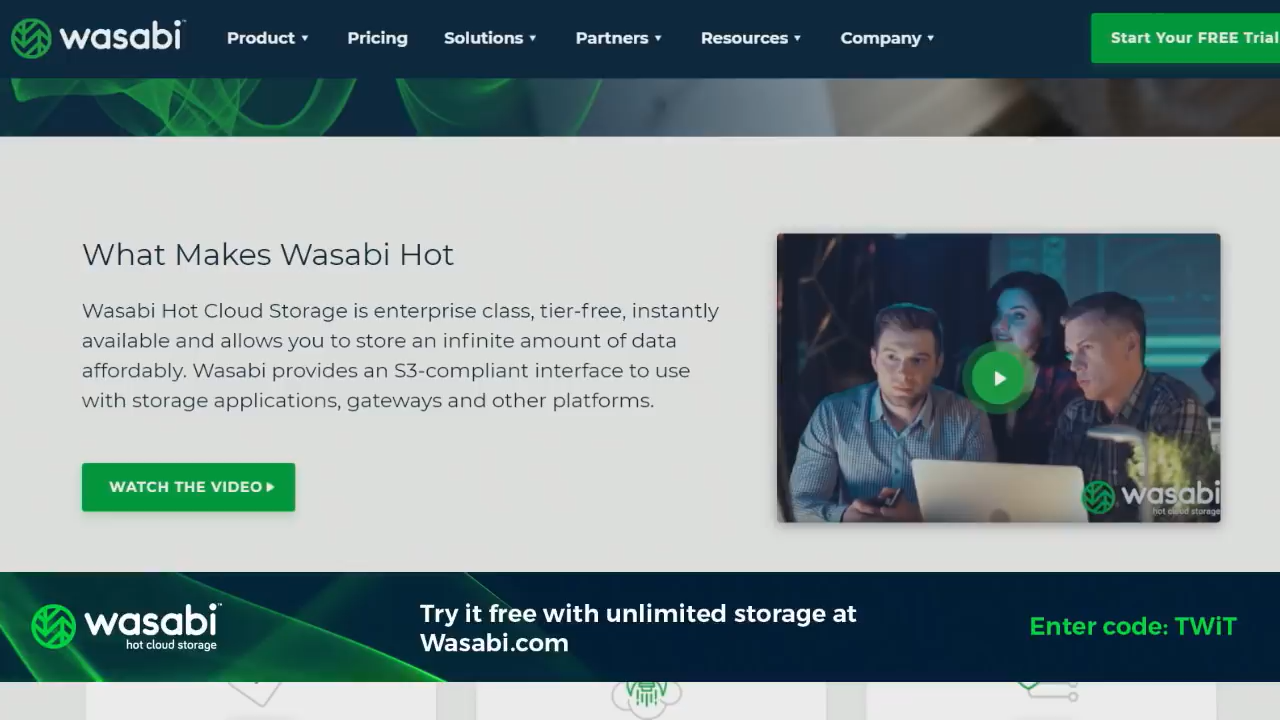 wasabi
Product Pricing Solutions Partners Resources Company
Start Your FREE Trial
What Makes Wasabi Hot
Wasabi Hot Cloud Storage is enterprise class, tier-free, instantly
available and allows you to store an infinite amount of data
affordably. Wasabi provides an S3-compliant interface to use
with storage applications, gateways and other platforms.
WATCH THE VIDEO
wasabi
hot cloud storage
wasabi
hot cloud storage
Try it free with unlimited storage at
Wasabi.com
Enter code: TWiT